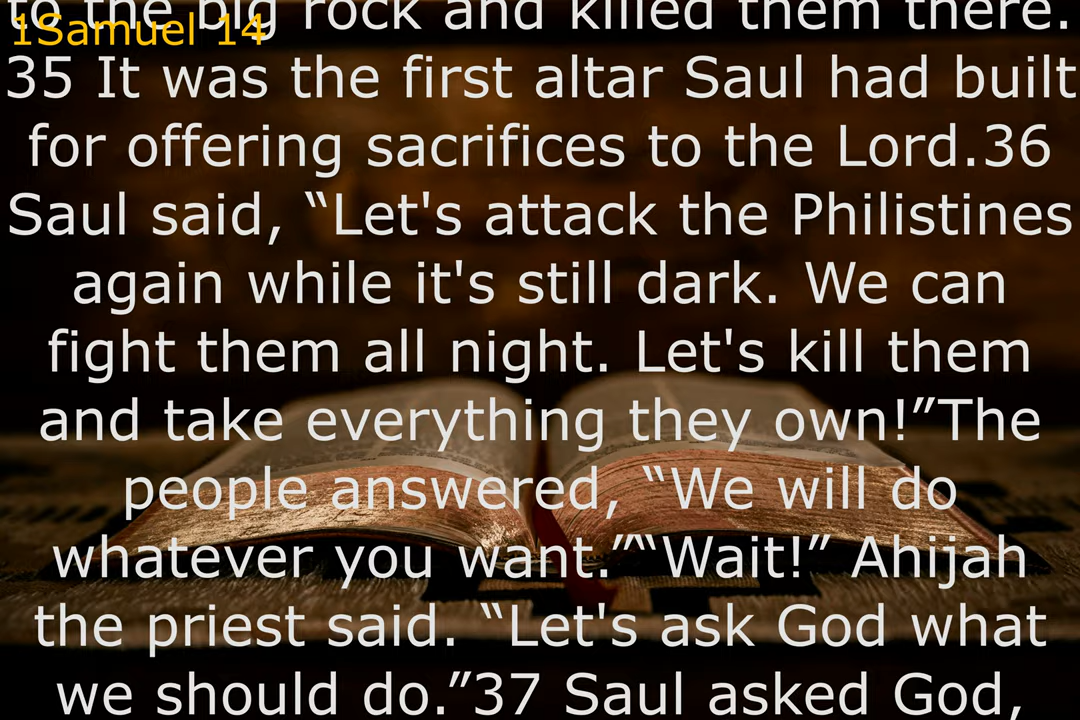 to the big rock and killed them there.
1Samuel 14
35 It was the first altar Saul had built
for offering sacrifices to the Lord.36
Saul said, “Let's attack the Philistines
again while it's still dark. We can
fight them all night. Let's kill them
and take everything they own!”The
people answered, “We will do
whatever you want.”“Wait!” Ahijah
the priest said. “Let's ask God what
we should do.”37 Saul asked God,